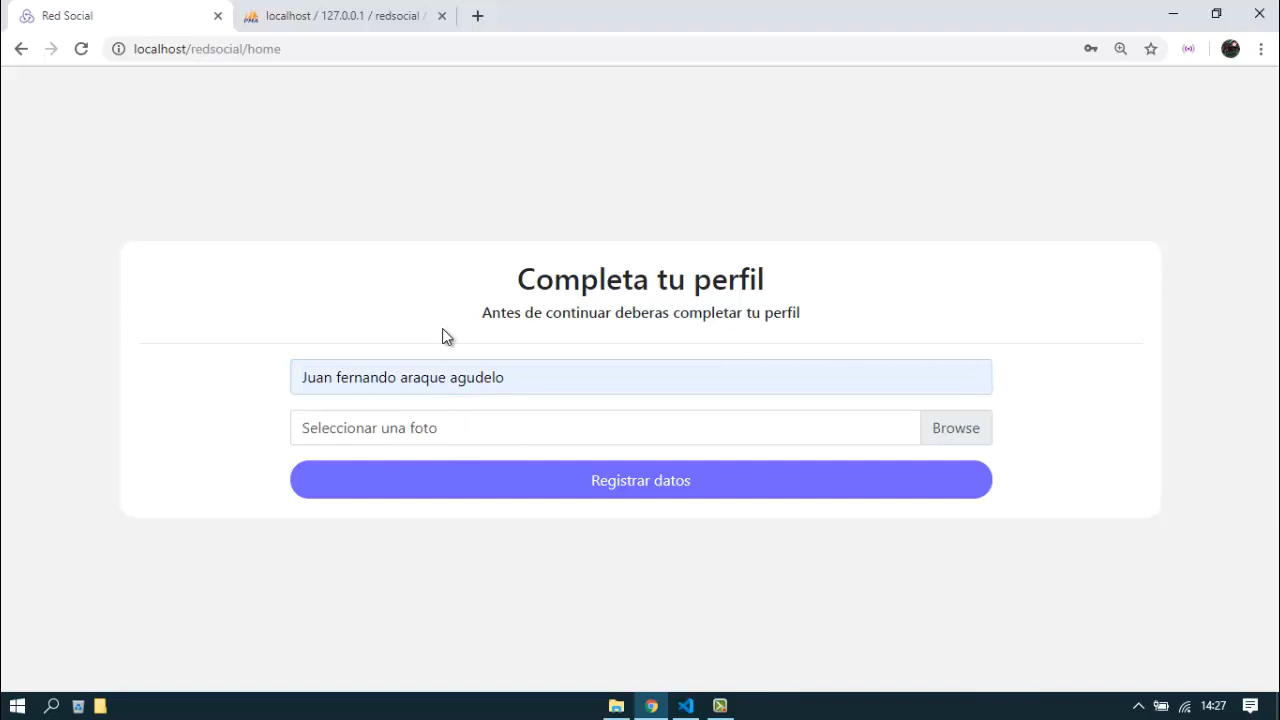 Red Social
localhost / 127.0.0.1 / redsocial /
localhost/redsocial/home
Completa tu perfil
Antes de continuar deberas completar tu perfil
Juan fernando araque agudelo
Seleccionar una foto
Browse
Registrar datos
14:27